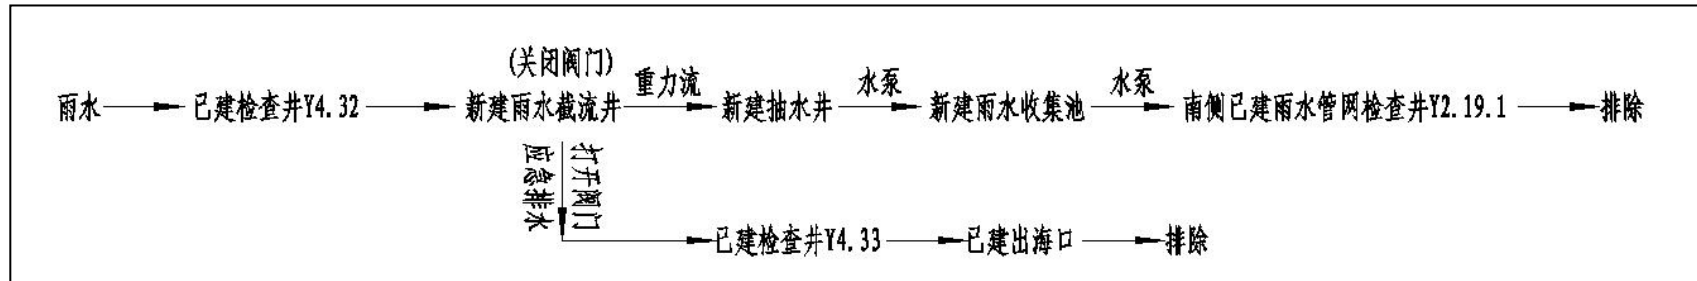 (关闭阀门)
重力流
水泵
水泵
雨水
已建检查井Y4.32
新建雨水截流井
新建抽水井
新建雨水收集池
南侧已建雨水管网检查井Y2.19.1
排除
打开阀门
应急排水
已建检查井Y4.33
已建出海口
排除